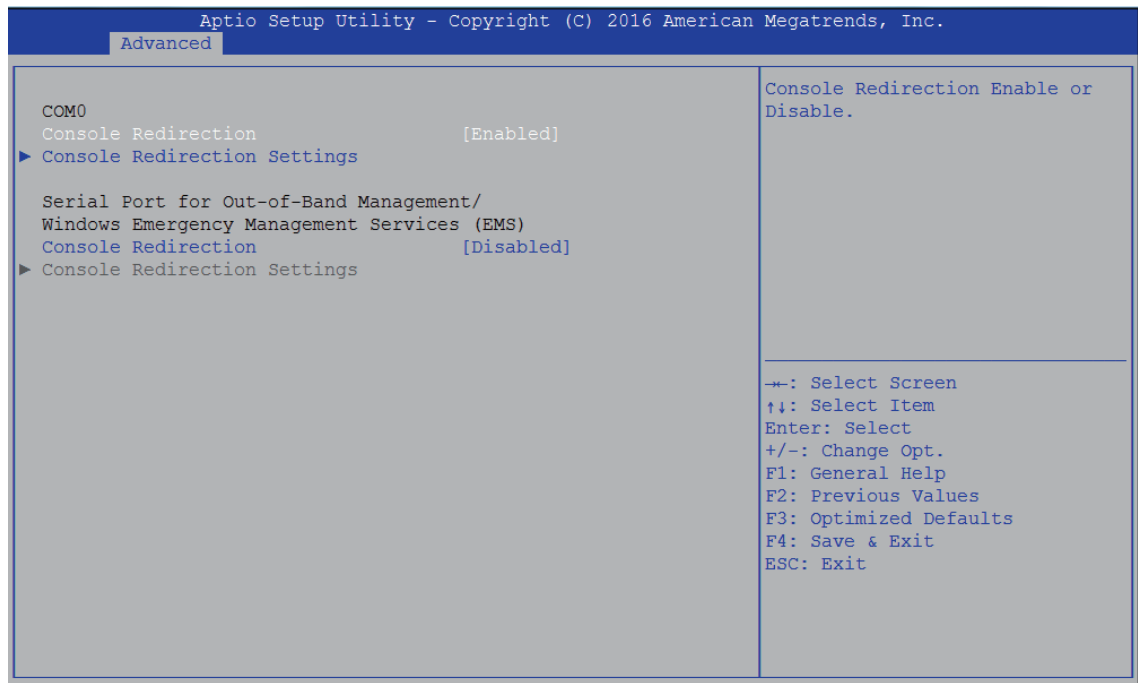 Aptio Setup Utility – Copyright (C) 2016 American Megatrends, Inc.
Advanced
COM0
Console Redirection [Enabled]
▶ Console Redirection Settings
Serial Port for Out-of-Band Management/
Windows Emergency Management Services (EMS)
Console Redirection [Disabled]
▶ Console Redirection Settings
Console Redirection Enable or
Disable.
→←: Select Screen
↑↓: Select Item
Enter: Select
+/-: Change Opt.
F1: General Help
F2: Previous Values
F3: Optimized Defaults
F4: Save & Exit
ESC: Exit